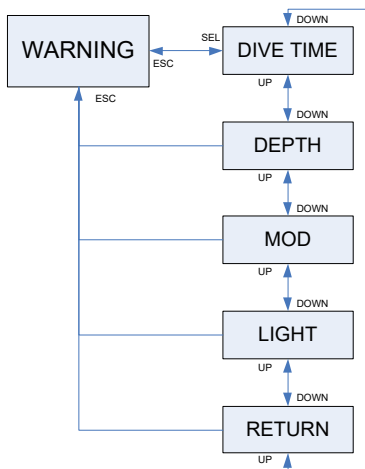 DOWN
WARNING
SEL
DIVE TIME
ESC
UP
ESC
DOWN
DEPTH
UP
DOWN
MOD
UP
DOWN
LIGHT
UP
DOWN
RETURN
UP